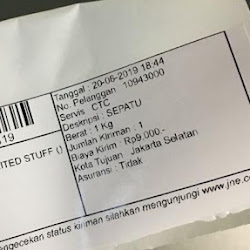 Tanggal : 20-06-2019 18:44
No. Pelanggan : 10943000
Servis : CTC
Deskripsi : SEPATU
Berat : 1 Kg
Jumlah Kiriman : 1
Biaya Kirim : Rp9.000,-
Kota Tujuan : Jakarta Selatan
Asuransi : Tidak
119
ITED STUFF ()
ngecekan status kiriman silahkan mengunjungi www.jne.c